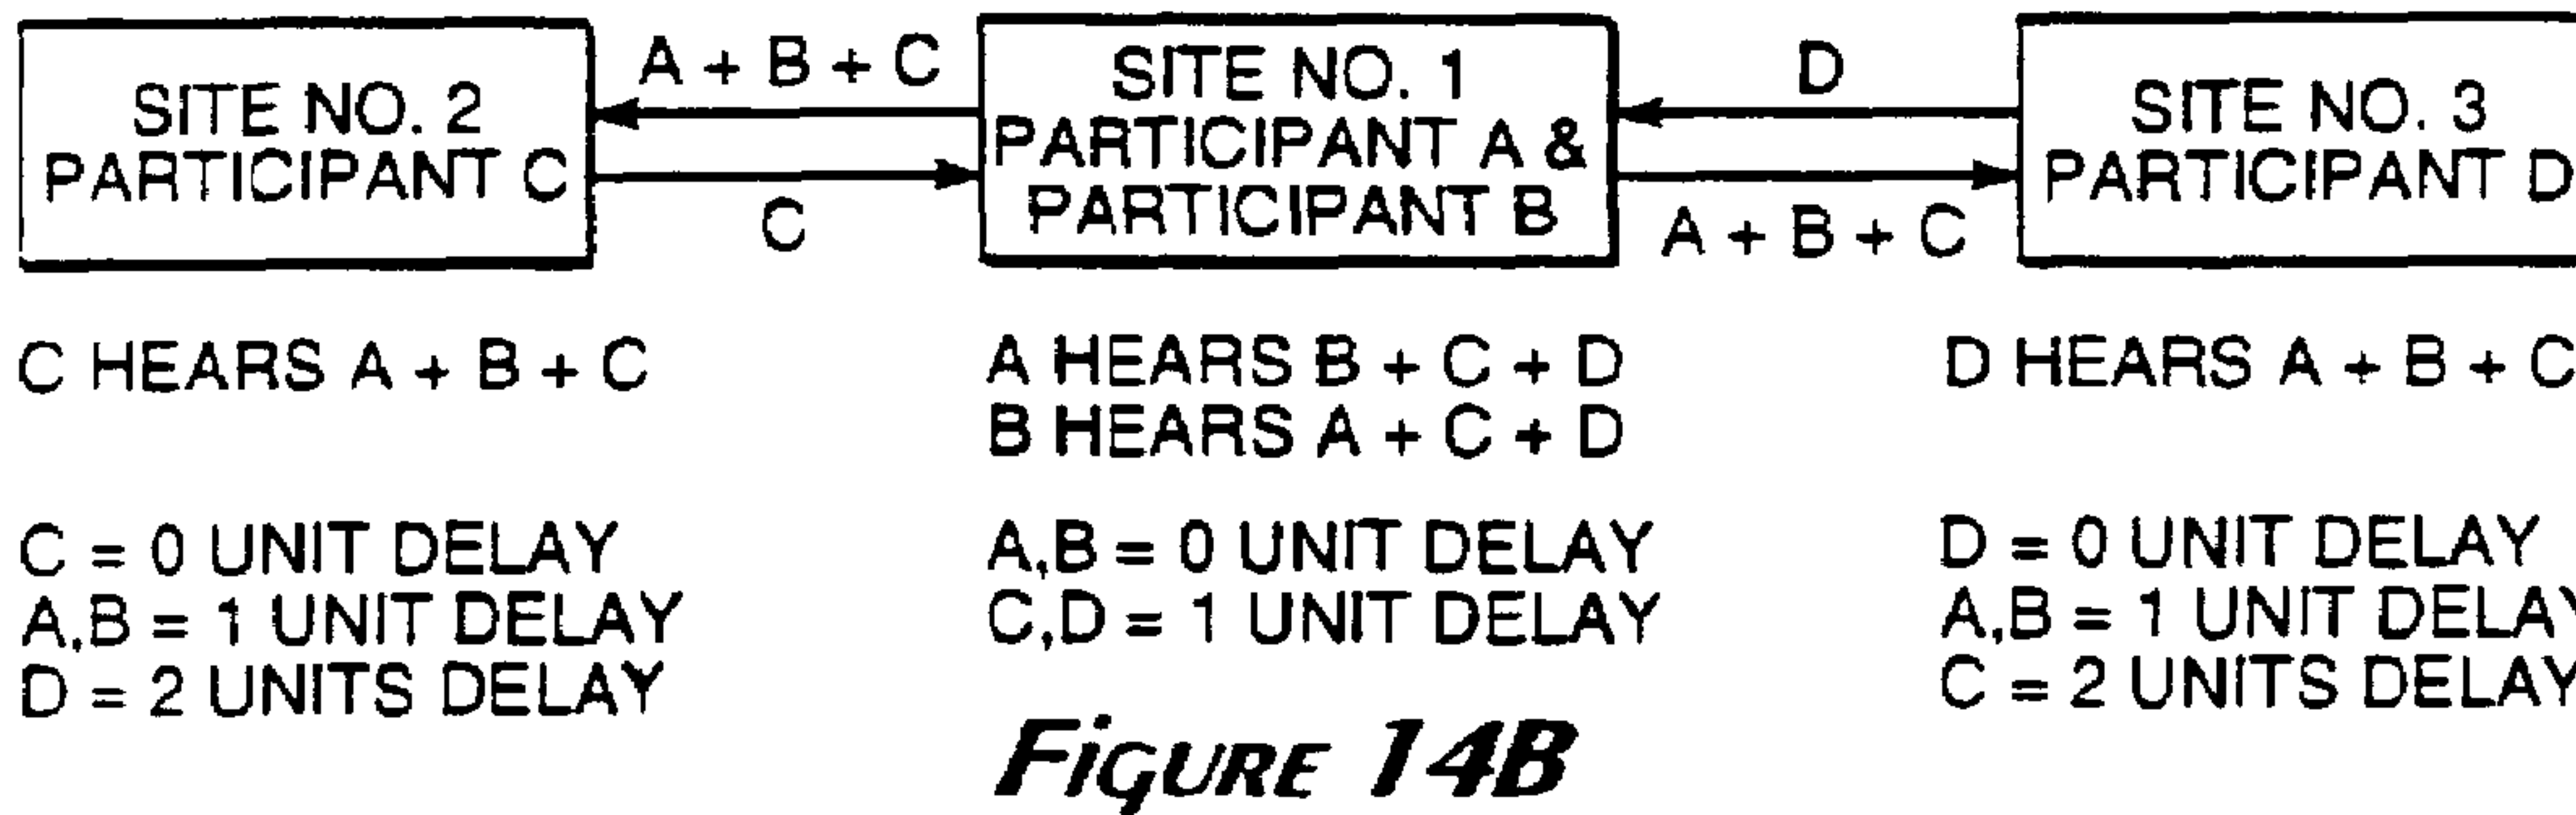 SITE NO. 2
PARTICIPANT C
A + B + C
C
SITE NO. 1
PARTICIPANT A &
PARTICIPANT B
D
A + B + C
SITE NO. 3
PARTICIPANT D
C HEARS A + B + C
A HEARS B + C + D
B HEARS A + C + D
D HEARS A + B + C
C = 0 UNIT DELAY
A,B = 1 UNIT DELAY
D = 2 UNITS DELAY
A,B = 0 UNIT DELAY
C,D = 1 UNIT DELAY
D = 0 UNIT DELAY
A,B = 1 UNIT DELAY
C = 2 UNITS DELAY
FIGURE 14B